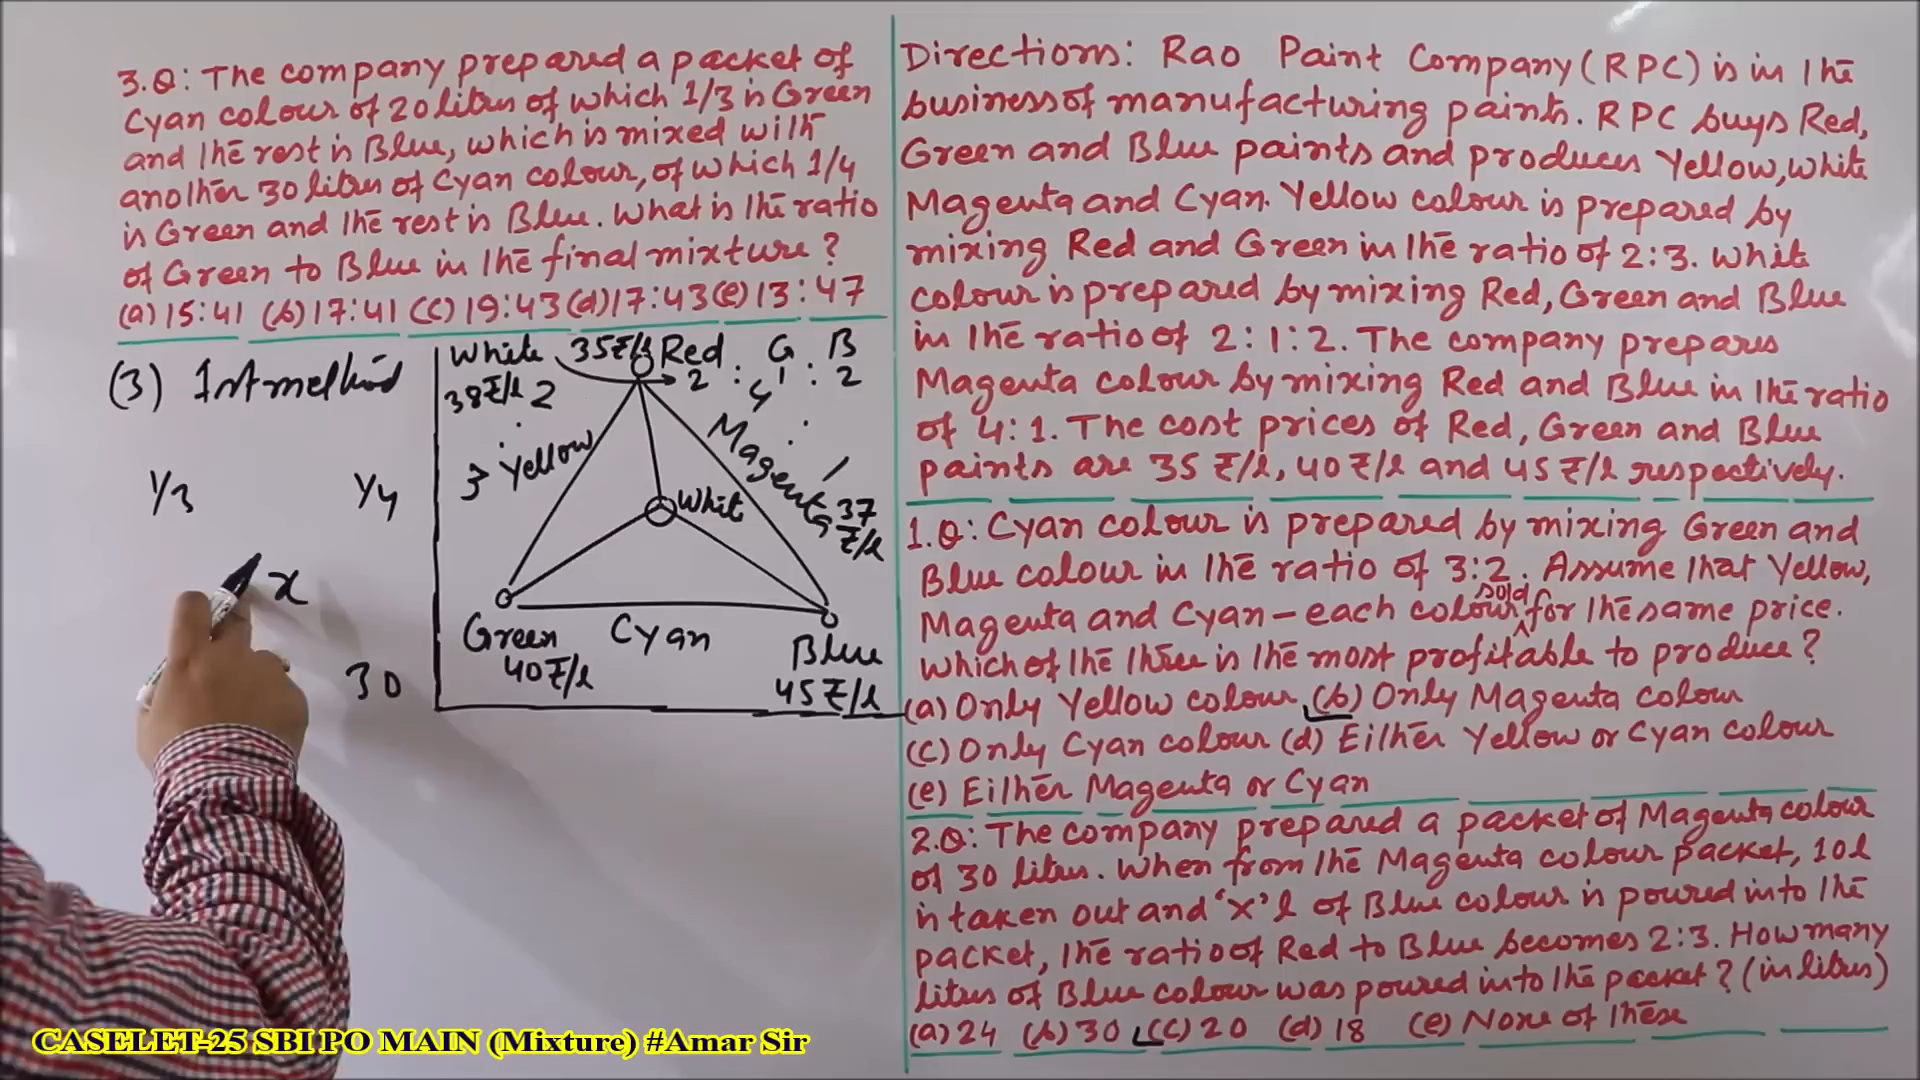 3.Q: The company prepared a packet of
Cyan colour of 20 litres of which 1/3 is Green
and the rest is Blue, which is mixed with
another 30 litres of Cyan colour, of which 1/4
is Green and the rest is Blue. What is the ratio
of Green to Blue in the final mixture?
(a) 15:41 (b) 17:41 (c) 19:43 (d) 17:43 (e) 13:47
(3) Ist method
1/3 1/4
x
30
White 35₹/l Red : G : B
38₹/l 2 : 1 : 2
2 : 3 Yellow
4 : 1 Magenta 37 ₹/l
White
Green Cyan Blue
40₹/l 45₹/l
Directions: Rao Paint Company (RPC) is in the
business of manufacturing paints. RPC buys Red,
Green and Blue paints and produces Yellow, White
Magenta and Cyan. Yellow colour is prepared by
mixing Red and Green in the ratio of 2:3. White
colour is prepared by mixing Red, Green and Blue
in the ratio of 2:1:2. The company prepares
Magenta colour by mixing Red and Blue in the ratio
of 4:1. The cost prices of Red, Green and Blue
paints are 35 ₹/l, 40 ₹/l and 45 ₹/l respectively.
1.Q: Cyan colour is prepared by mixing Green and
Blue colour in the ratio of 3:2. Assume that Yellow,
Magenta and Cyan - each colour sold for the same price.
Which of the three is the most profitable to produce?
(a) Only Yellow colour (b) Only Magenta colour
(c) Only Cyan colour (d) Either Yellow or Cyan colour
(e) Either Magenta or Cyan
2.Q: The company prepared a packet of Magenta colour
of 30 litres. When from the Magenta colour packet, 10 l
is taken out and 'x' l of Blue colour is poured into the
packet, the ratio of Red to Blue becomes 2:3. How many
litres of Blue colour was poured into the packet? (in litres)
(a) 24 (b) 30 (c) 20 (d) 18 (e) None of these
CASELET-25 SBI PO MAIN (Mixture) #Amar Sir